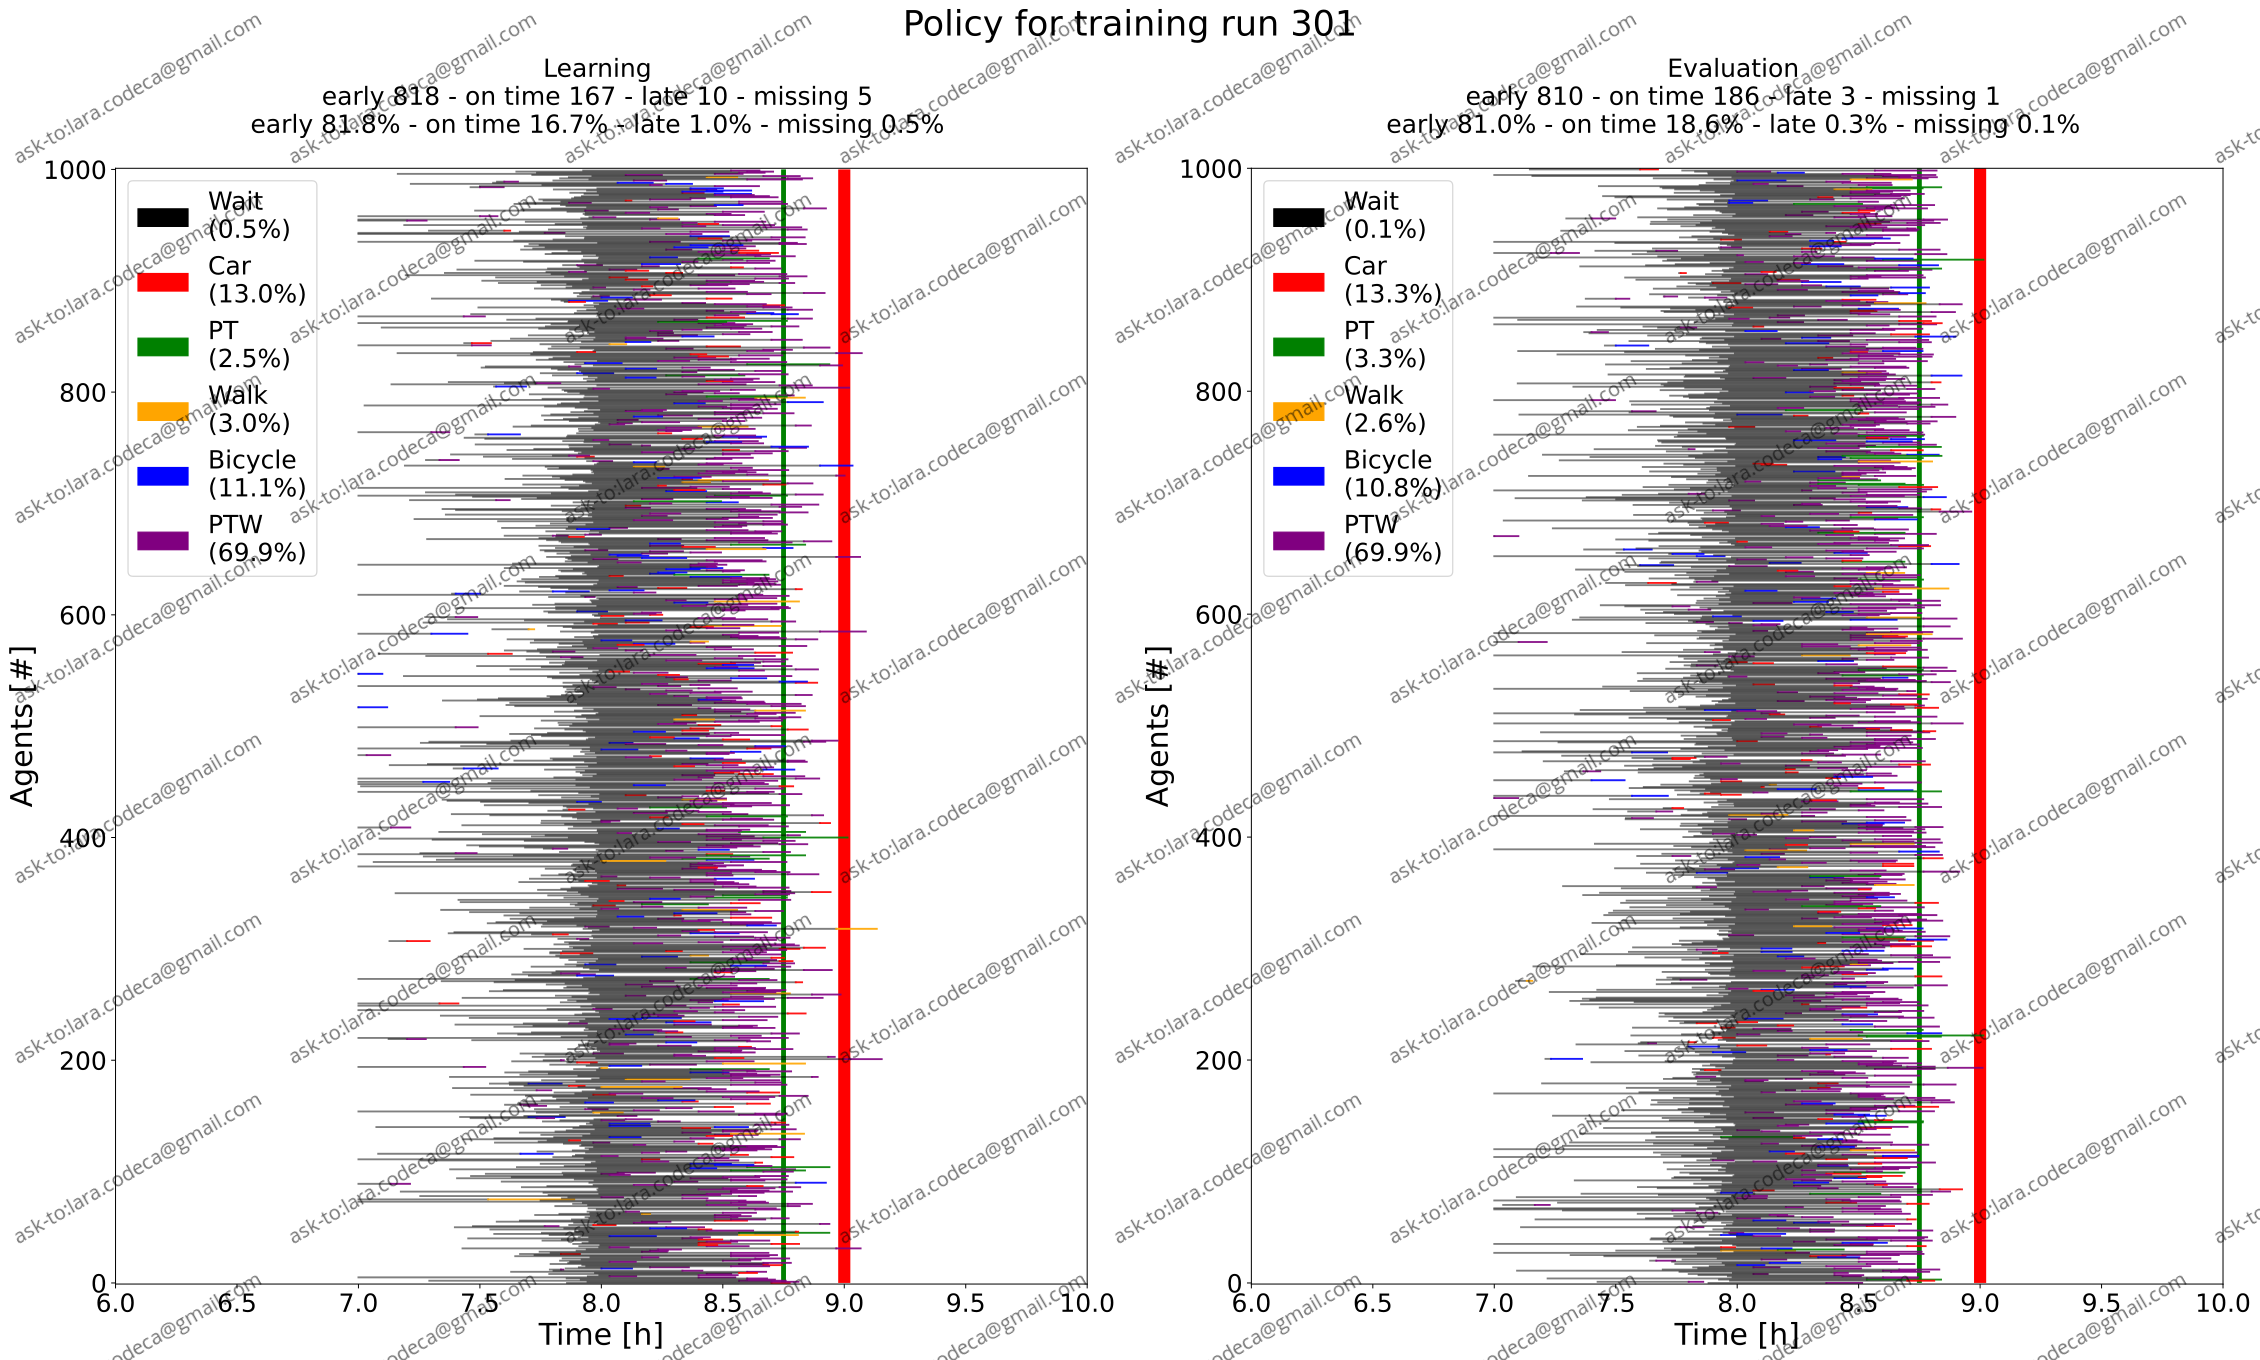 Policy for training run 301
Learning
early 818 - on time 167 - late 10 - missing 5
early 81.8% - on time 16.7% - late 1.0% - missing 0.5%
Wait
(0.5%)
Car
(13.0%)
PT
(2.5%)
Walk
(3.0%)
Bicycle
(11.1%)
PTW
(69.9%)
1000
800
600
400
200
0
Agents [#]
6.0 6.5 7.0 7.5 8.0 8.5 9.0 9.5 10.0
Time [h]
Evaluation
early 810 - on time 186 - late 3 - missing 1
early 81.0% - on time 18.6% - late 0.3% - missing 0.1%
Wait
(0.1%)
Car
(13.3%)
PT
(3.3%)
Walk
(2.6%)
Bicycle
(10.8%)
PTW
(69.9%)
1000
800
600
400
200
0
Agents [#]
6.0 6.5 7.0 7.5 8.0 8.5 9.0 9.5 10.0
Time [h]
ask-to:lara.codeca@gmail.com